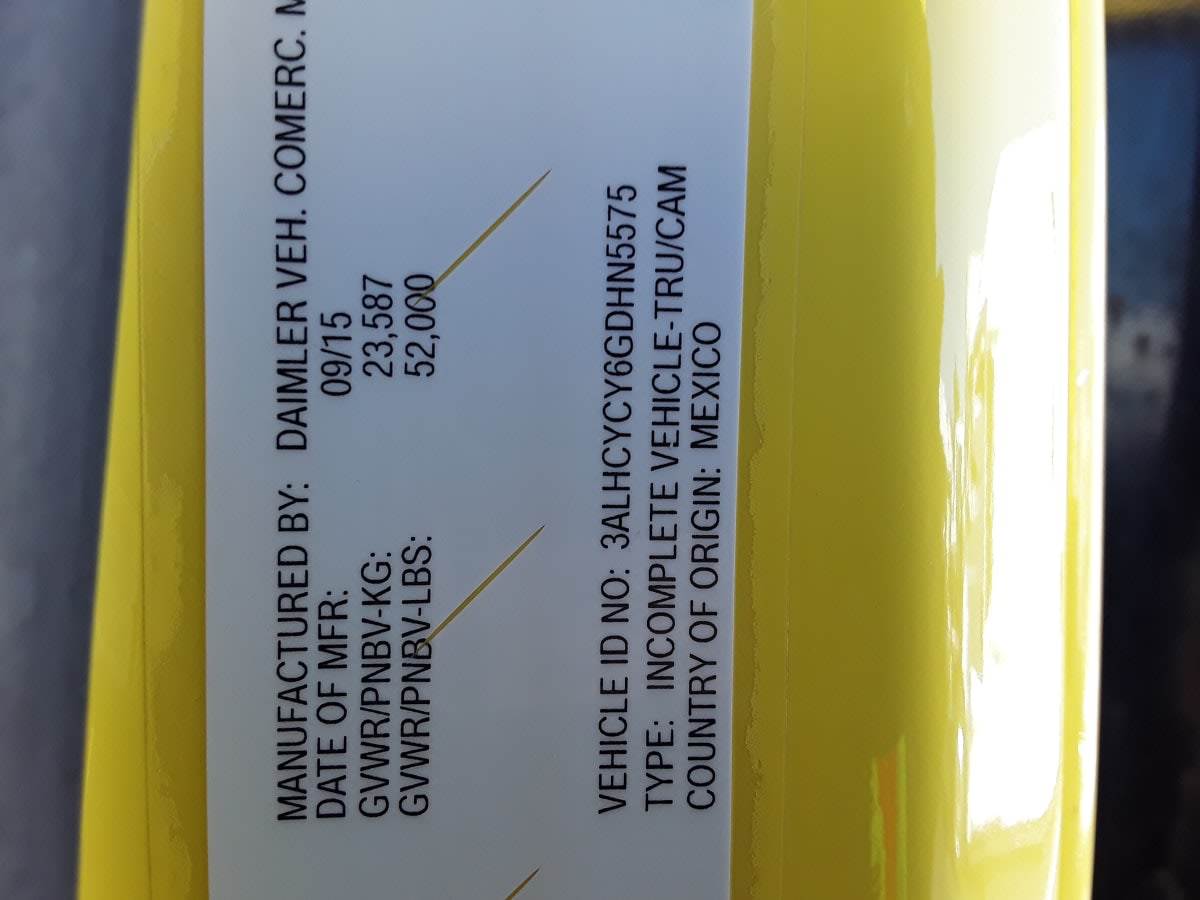 MANUFACTURED BY: DAIMLER VEH. COMERC.
DATE OF MFR: 09/15
GVWR/PNBV-KG: 23,587
GVWR/PNBV-LBS: 52,000
VEHICLE ID NO: 3ALHCYCY6GDHN5575
TYPE: INCOMPLETE VEHICLE-TRU/CAM
COUNTRY OF ORIGIN: MEXICO